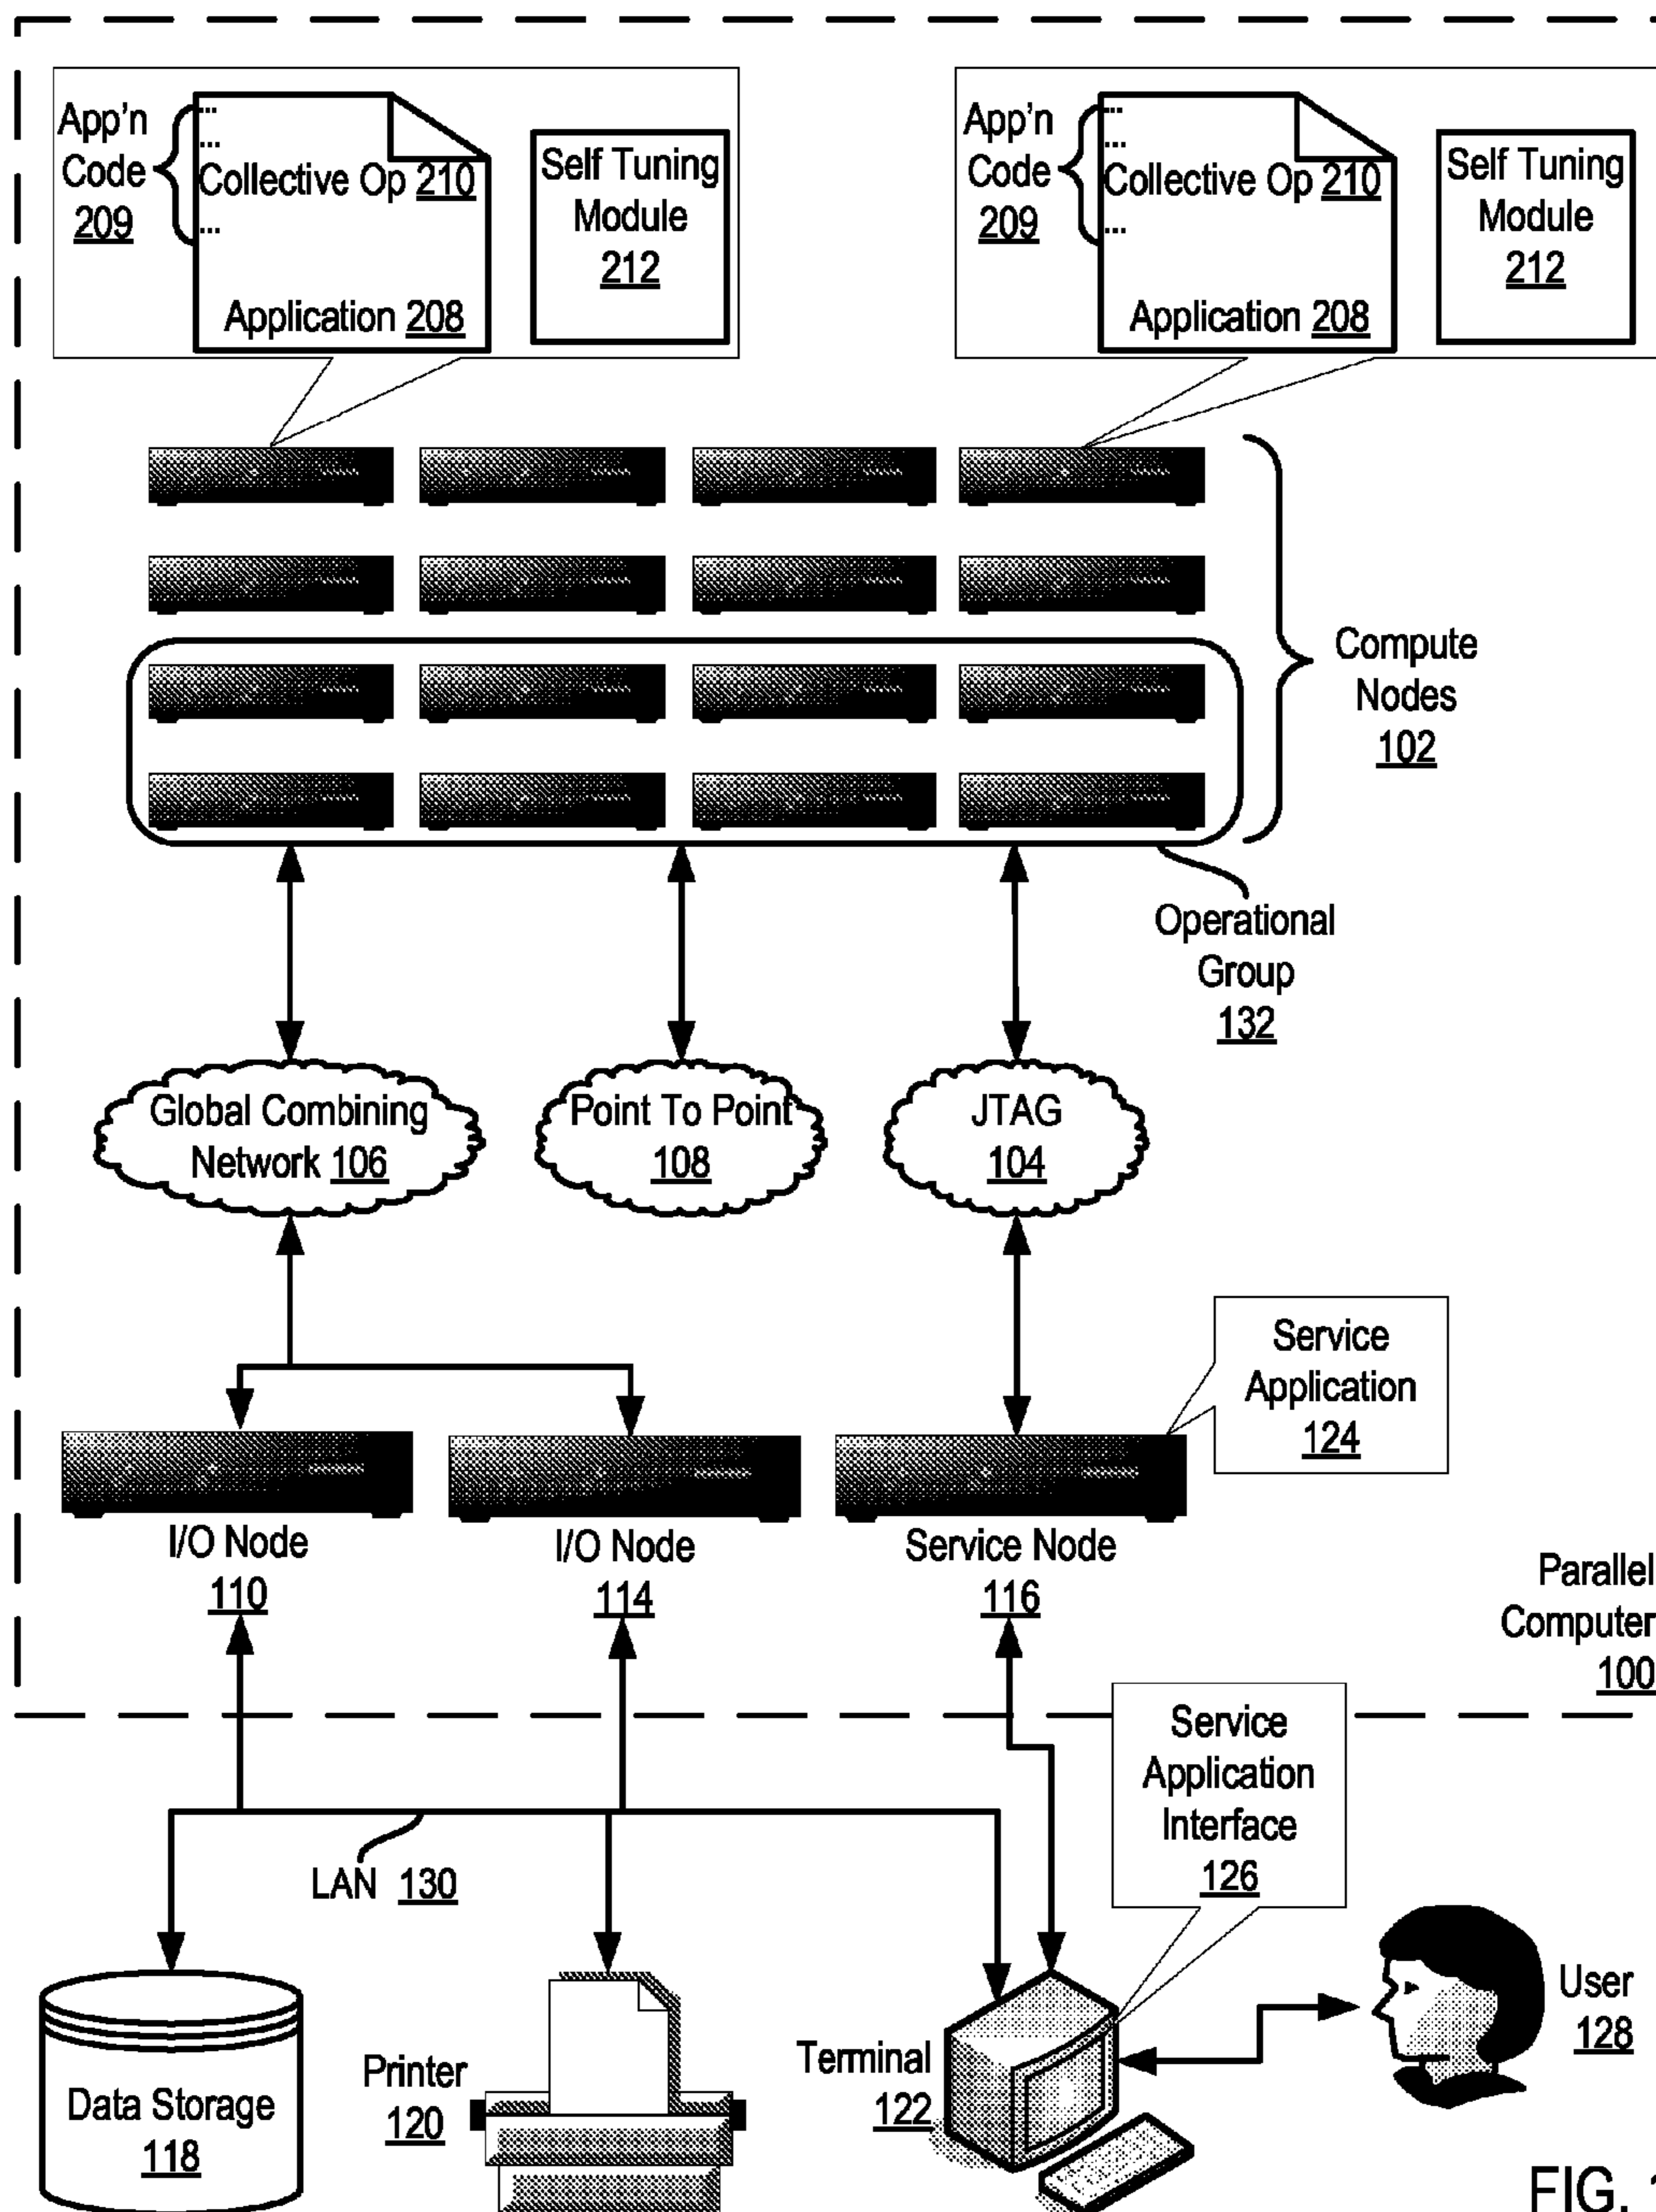 App'n
Code
209
...
...
Collective Op 210
...
Application 208
Self Tuning
Module
212
App'n
Code
209
...
...
Collective Op 210
...
Application 208
Self Tuning
Module
212
Compute
Nodes
102
Operational
Group
132
Global Combining
Network 106
Point To Point
108
JTAG
104
Service
Application
124
I/O Node
110
I/O Node
114
Service Node
116
Parallel
Computer
100
Service
Application
Interface
126
LAN 130
Data Storage
118
Printer
120
Terminal
122
User
128
FIG.